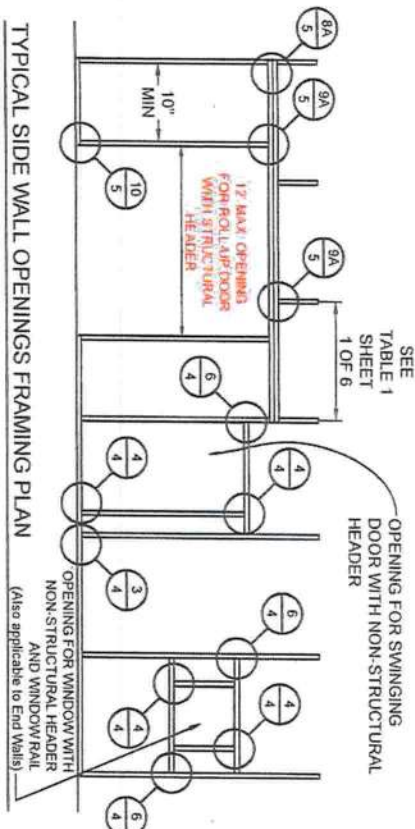 8A
5
9A
5
9A
5
SEE
TABLE 1
SHEET
1 OF 6
OPENING FOR SWINGING
DOOR WITH NON-STRUCTURAL
HEADER
10"
MIN
12' MAX. OPENING
FOR ROLL-UP DOOR
WITH STRUCTURAL
HEADER
10
5
6
4
4
4
4
4
3
4
6
4
4
4
4
4
6
4
OPENING FOR WINDOW WITH
NON-STRUCTURAL HEADER
AND WINDOW RAIL
(Also applicable to End Walls)
TYPICAL SIDE WALL OPENINGS FRAMING PLAN